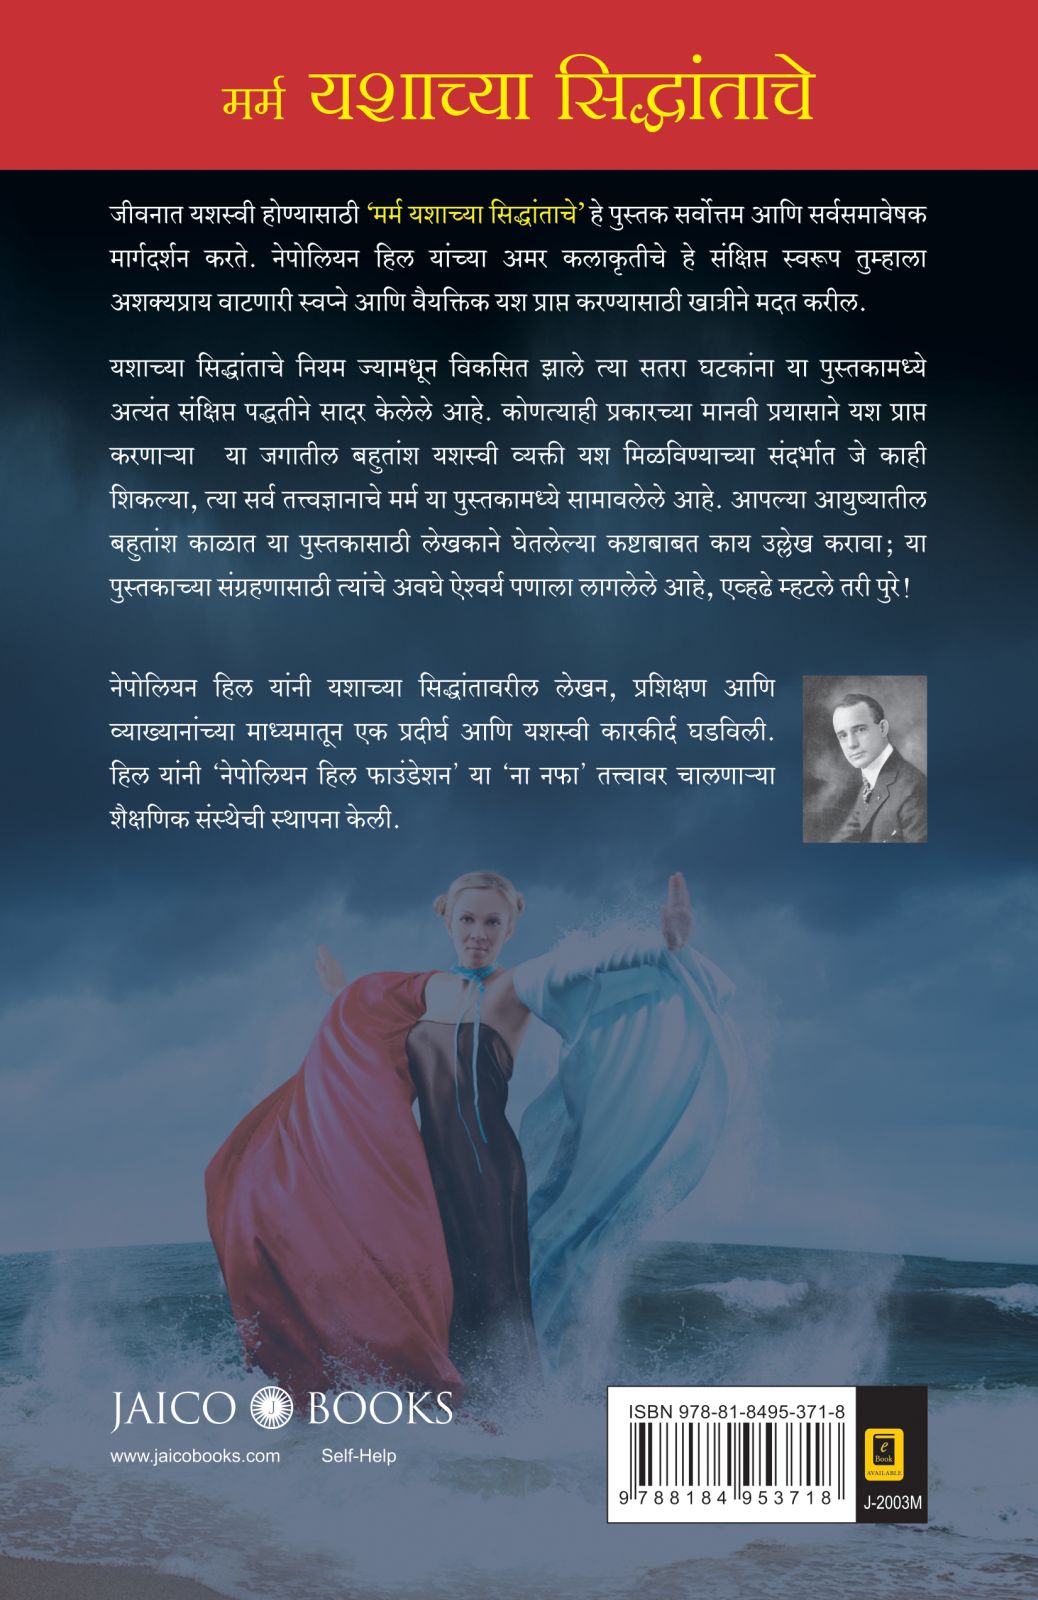 मर्म यशाच्या सिद्धांताचे
जीवनात यशस्वी होण्यासाठी ‘मर्म यशाच्या सिद्धांताचे’ हे पुस्तक सर्वोत्तम आणि सर्वसमावेषक
मार्गदर्शन करते. नेपोलियन हिल यांच्या अमर कलाकृतीचे हे संक्षिप्त स्वरूप तुम्हाला
अशक्यप्राय वाटणारी स्वप्ने आणि वैयक्तिक यश प्राप्त करण्यासाठी खात्रीने मदत करील.
यशाच्या सिद्धांताचे नियम ज्यामधून विकसित झाले त्या सतरा घटकांना या पुस्तकामध्ये
अत्यंत संक्षिप्त पद्धतीने सादर केलेले आहे. कोणत्याही प्रकारच्या मानवी प्रयासाने यश प्राप्त
करणाऱ्या या जगातील बहुतांश यशस्वी व्यक्ती यश मिळविण्याच्या संदर्भात जे काही
शिकल्या, त्या सर्व तत्त्वज्ञानाचे मर्म या पुस्तकामध्ये सामावलेले आहे. आपल्या आयुष्यातील
बहुतांश काळात या पुस्तकासाठी लेखकाने घेतलेल्या कष्टाबाबत काय उल्लेख करावा; या
पुस्तकाच्या संग्रहणासाठी त्यांचे अवघे ऐश्वर्य पणाला लागलेले आहे, एव्हढे म्हटले तरी पुरे!
नेपोलियन हिल यांनी यशाच्या सिद्धांतावरील लेखन, प्रशिक्षण आणि
व्याख्यानांच्या माध्यमातून एक प्रदीर्घ आणि यशस्वी कारकीर्द घडविली.
हिल यांनी ‘नेपोलियन हिल फाउंडेशन’ या ‘ना नफा’ तत्त्वावर चालणाऱ्या
शैक्षणिक संस्थेची स्थापना केली.
JAICO J BOOKS
www.jaicobooks.com Self-Help
ISBN 978-81-8495-371-8
9 788184 953718
e
Book
AVAILABLE
J-2003M